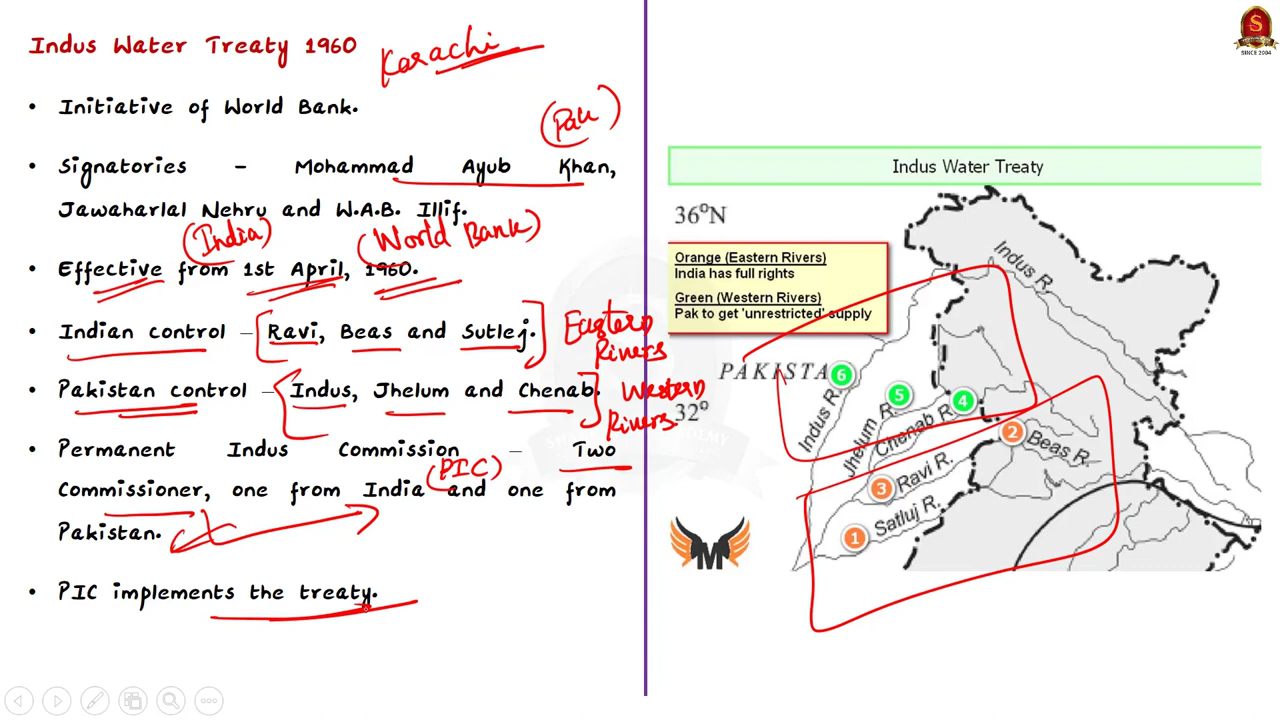 Indus Water Treaty 1960
Karachi
• Initiative of World Bank.
(Pak)
• Signatories - Mohammad Ayub Khan,
Jawaharlal Nehru and W.A.B. Illif.
(India) (World Bank)
• Effective from 1st April, 1960.
• Indian control – [Ravi, Beas and Sutlej.] Eastern
Rivers
• Pakistan control – {Indus, Jhelum and Chenab.} Western
Rivers
• Permanent Indus Commission – Two
(PIC)
Commissioner, one from India and one from
Pakistan.
• PIC implements the treaty.
S
SINCE 2004
Indus Water Treaty
36°N
Orange (Eastern Rivers)
India has full rights
Green (Western Rivers)
Pak to get 'unrestricted' supply
Indus R.
PAKISTA
6
32°
5
4
Indus R.
Jhelum R.
Chenab R.
2
Beas R.
3
Ravi R.
1
Satluj R.
M